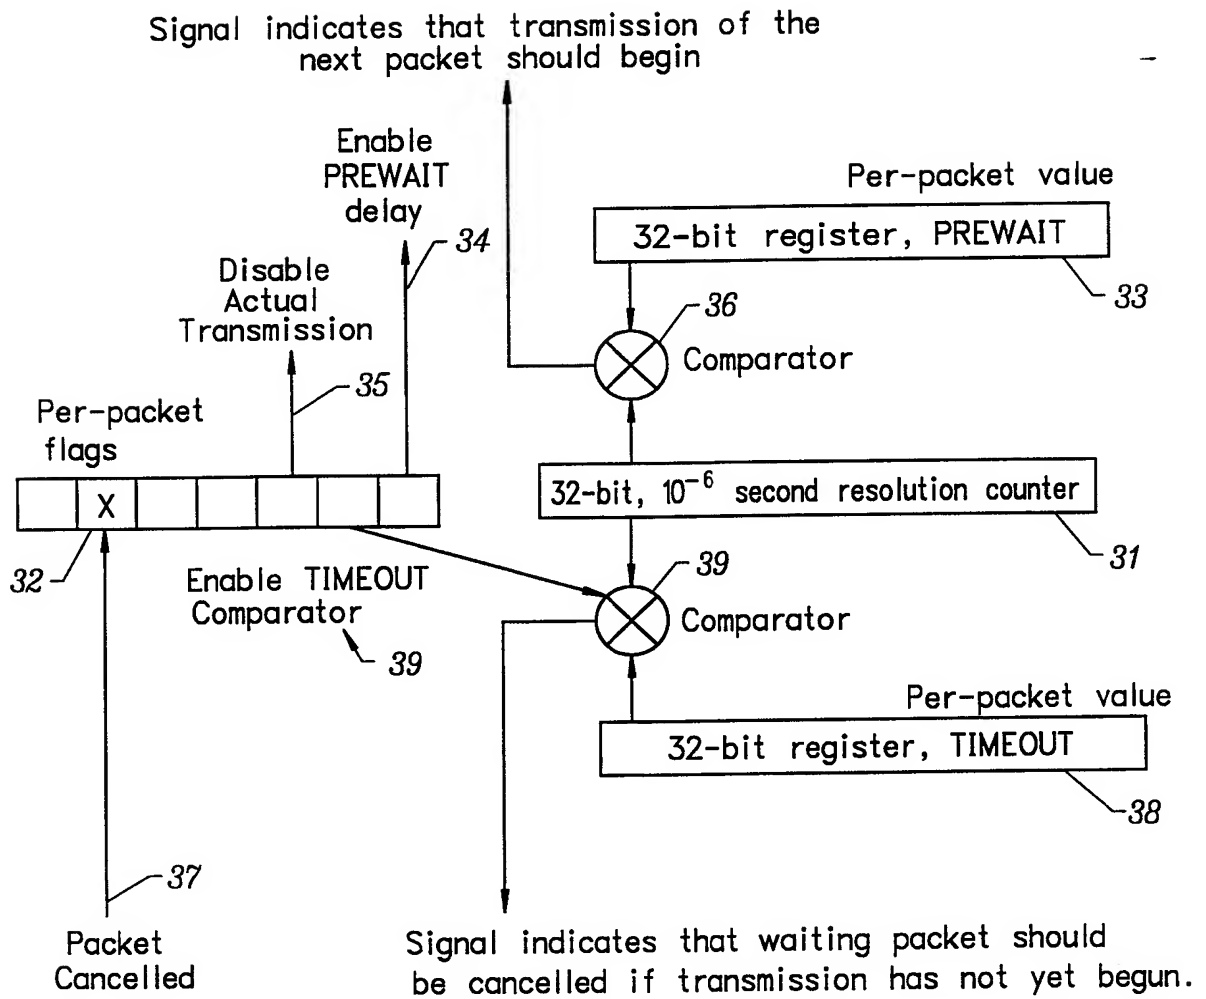 Signal indicates that transmission of the
next packet should begin
Enable
PREWAIT
delay
34
Per-packet value
32-bit register, PREWAIT
33
Disable
Actual
Transmission
35
36
Comparator
Per-packet
flags
X
32
32-bit, 10⁻⁶ second resolution counter
31
Enable TIMEOUT
Comparator
39
39
Comparator
Per-packet value
32-bit register, TIMEOUT
38
37
Packet
Cancelled
Signal indicates that waiting packet should
be cancelled if transmission has not yet begun.